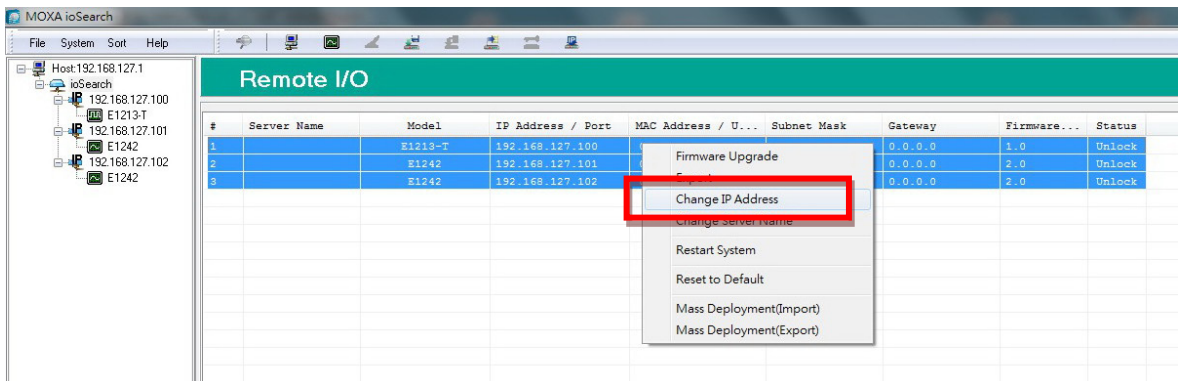 MOXA ioSearch
File System Sort Help
Host:192.168.127.1
ioSearch
192.168.127.100
E1213-T
192.168.127.101
E1242
192.168.127.102
E1242
Remote I/O
# Server Name Model IP Address / Port MAC Address / U... Subnet Mask Gateway Firmware... Status
1 E1213-T 192.168.127.100 0.0.0.0 1.0 Unlock
2 E1242 192.168.127.101 0.0.0.0 2.0 Unlock
3 E1242 192.168.127.102 0.0.0.0 2.0 Unlock
Firmware Upgrade
Export
Change IP Address
Change Server Name
Restart System
Reset to Default
Mass Deployment(Import)
Mass Deployment(Export)